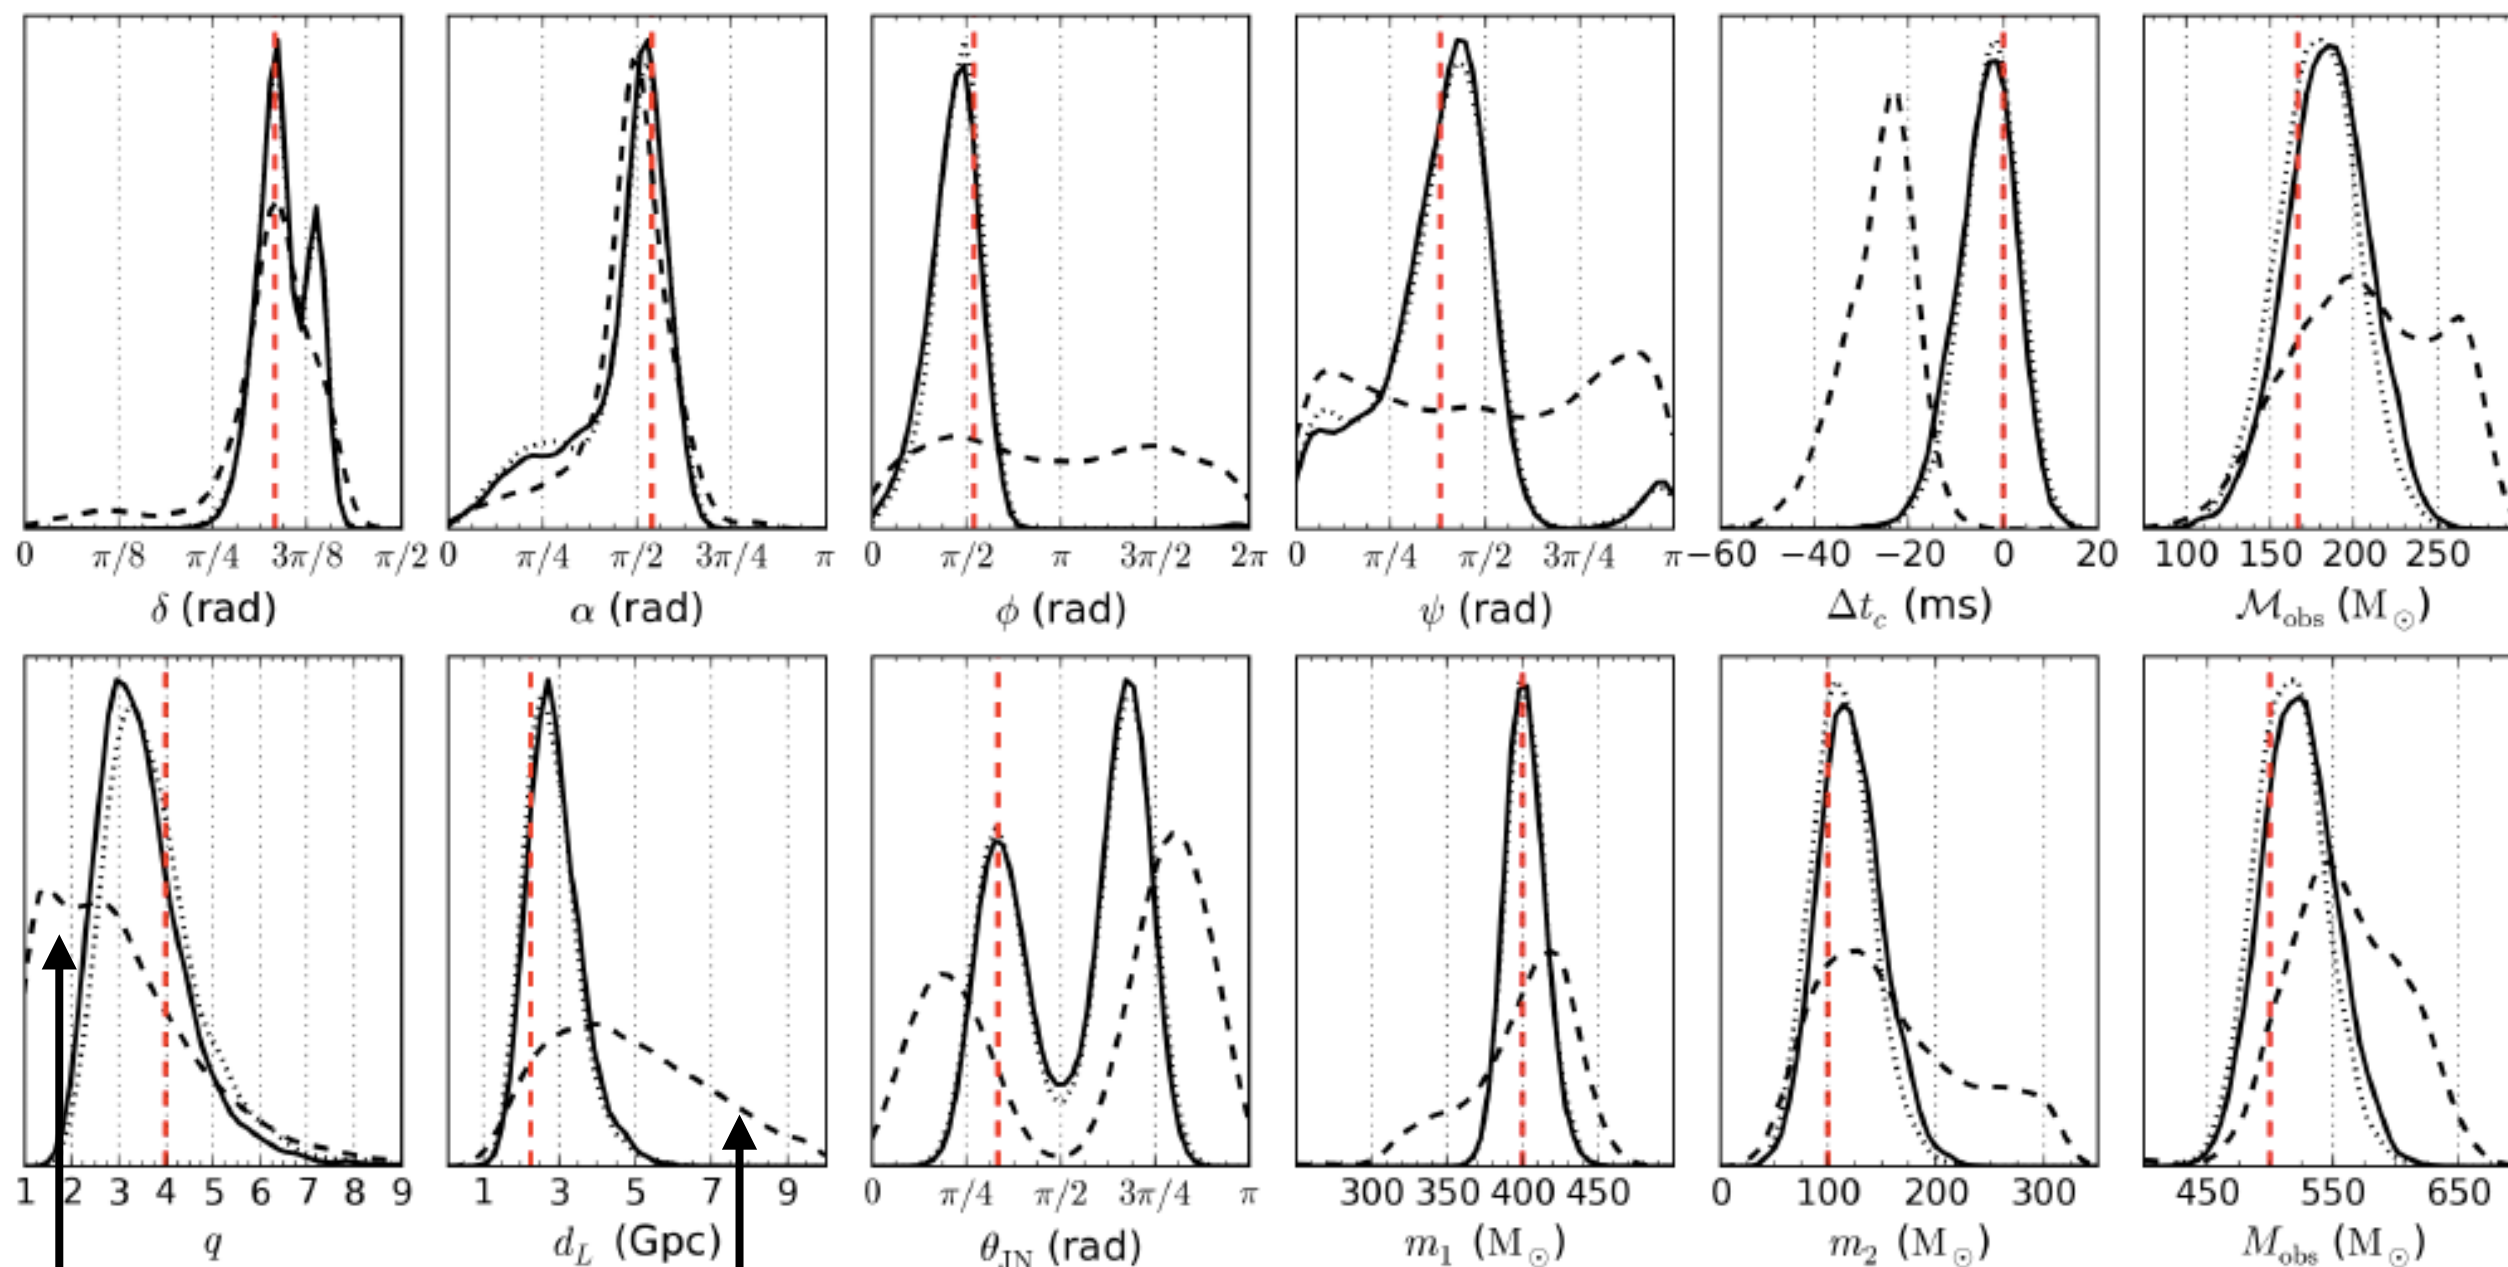 0 π/8 π/4 3π/8 π/2 0 π/4 π/2 3π/4 π 0 π/2 π 3π/2 2π 0 π/4 π/2 3π/4 π −60 −40 −20 0 20 100 150 200 250
δ (rad) α (rad) ϕ (rad) ψ (rad) Δt_c (ms) ℳ_obs (M_⊙)
1 2 3 4 5 6 7 8 9 1 3 5 7 9 0 π/4 π/2 3π/4 π 300 350 400 450 0 100 200 300 450 550 650
q d_L (Gpc) θ_JN (rad) m_1 (M_⊙) m_2 (M_⊙) M_obs (M_⊙)